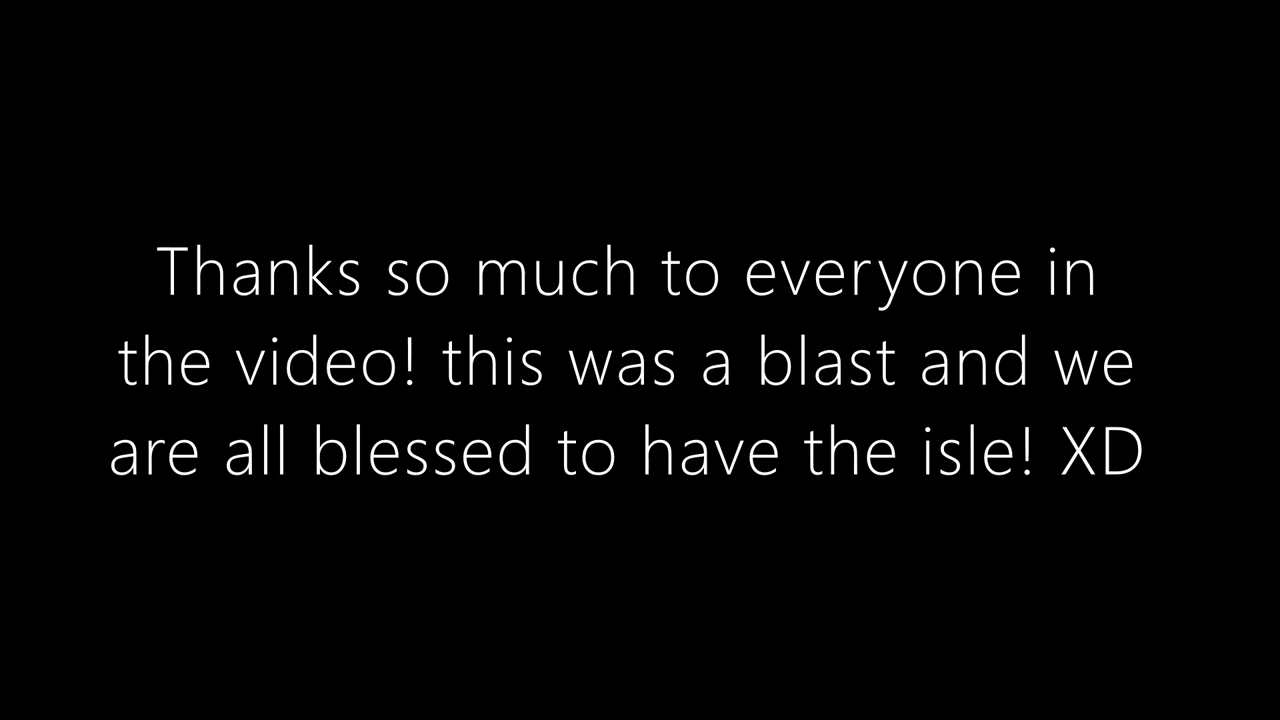 Thanks so much to everyone in
the video! this was a blast and we
are all blessed to have the isle! XD